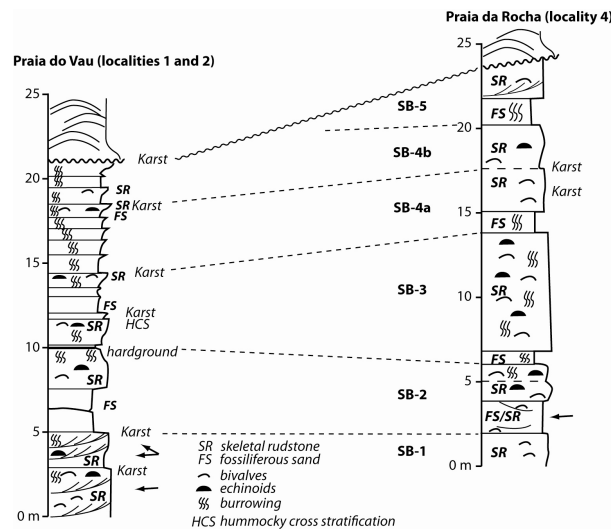 Praia da Rocha (locality 4)
25
Praia do Vau (localities 1 and 2)
SR
25
SB-5
FS
20
SB-4b
SR
Karst
Karst
20
SR
SR
Karst
SR Karst
FS
SB-4a
15
FS
15
SR
Karst
SB-3
10
SR
FS
Karst
HCS
SR
FS
10
hardground
SR
5
SR
SB-2
FS
FS/SR
5
Karst
SB-1
SR
SR
Karst
SR
0 m
0 m
SR skeletal rudstone
FS fossiliferous sand
bivalves
echinoids
burrowing
HCS hummocky cross stratification